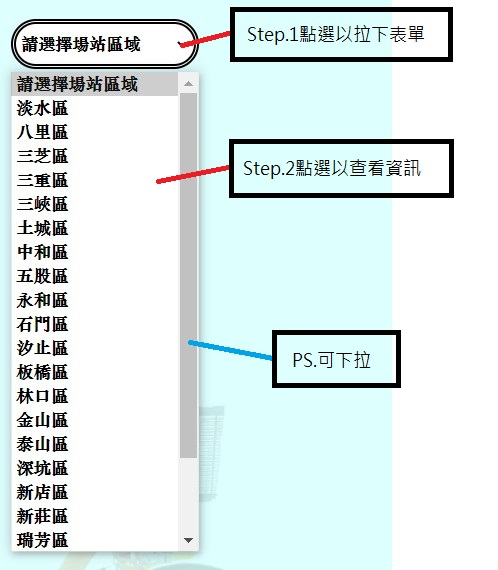 請選擇場站區域
Step.1點選以拉下表單
請選擇場站區域
淡水區
八里區
三芝區
三重區
Step.2點選以查看資訊
三峽區
土城區
中和區
五股區
永和區
石門區
汐止區
PS.可下拉
板橋區
林口區
金山區
泰山區
深坑區
新店區
新莊區
瑞芳區